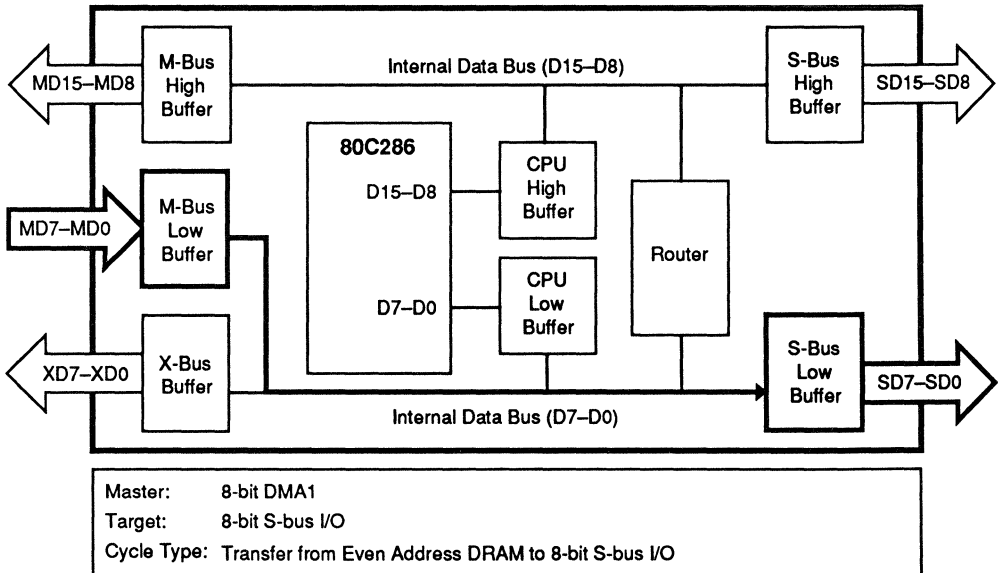 MD15–MD8
M-Bus
High
Buffer
Internal Data Bus (D15–D8)
S-Bus
High
Buffer
SD15–SD8
80C286
D15–D8
CPU
High
Buffer
MD7–MD0
M-Bus
Low
Buffer
Router
D7–D0
CPU
Low
Buffer
XD7–XD0
X-Bus
Buffer
S-Bus
Low
Buffer
SD7–SD0
Internal Data Bus (D7–D0)
Master: 8-bit DMA1
Target: 8-bit S-bus I/O
Cycle Type: Transfer from Even Address DRAM to 8-bit S-bus I/O